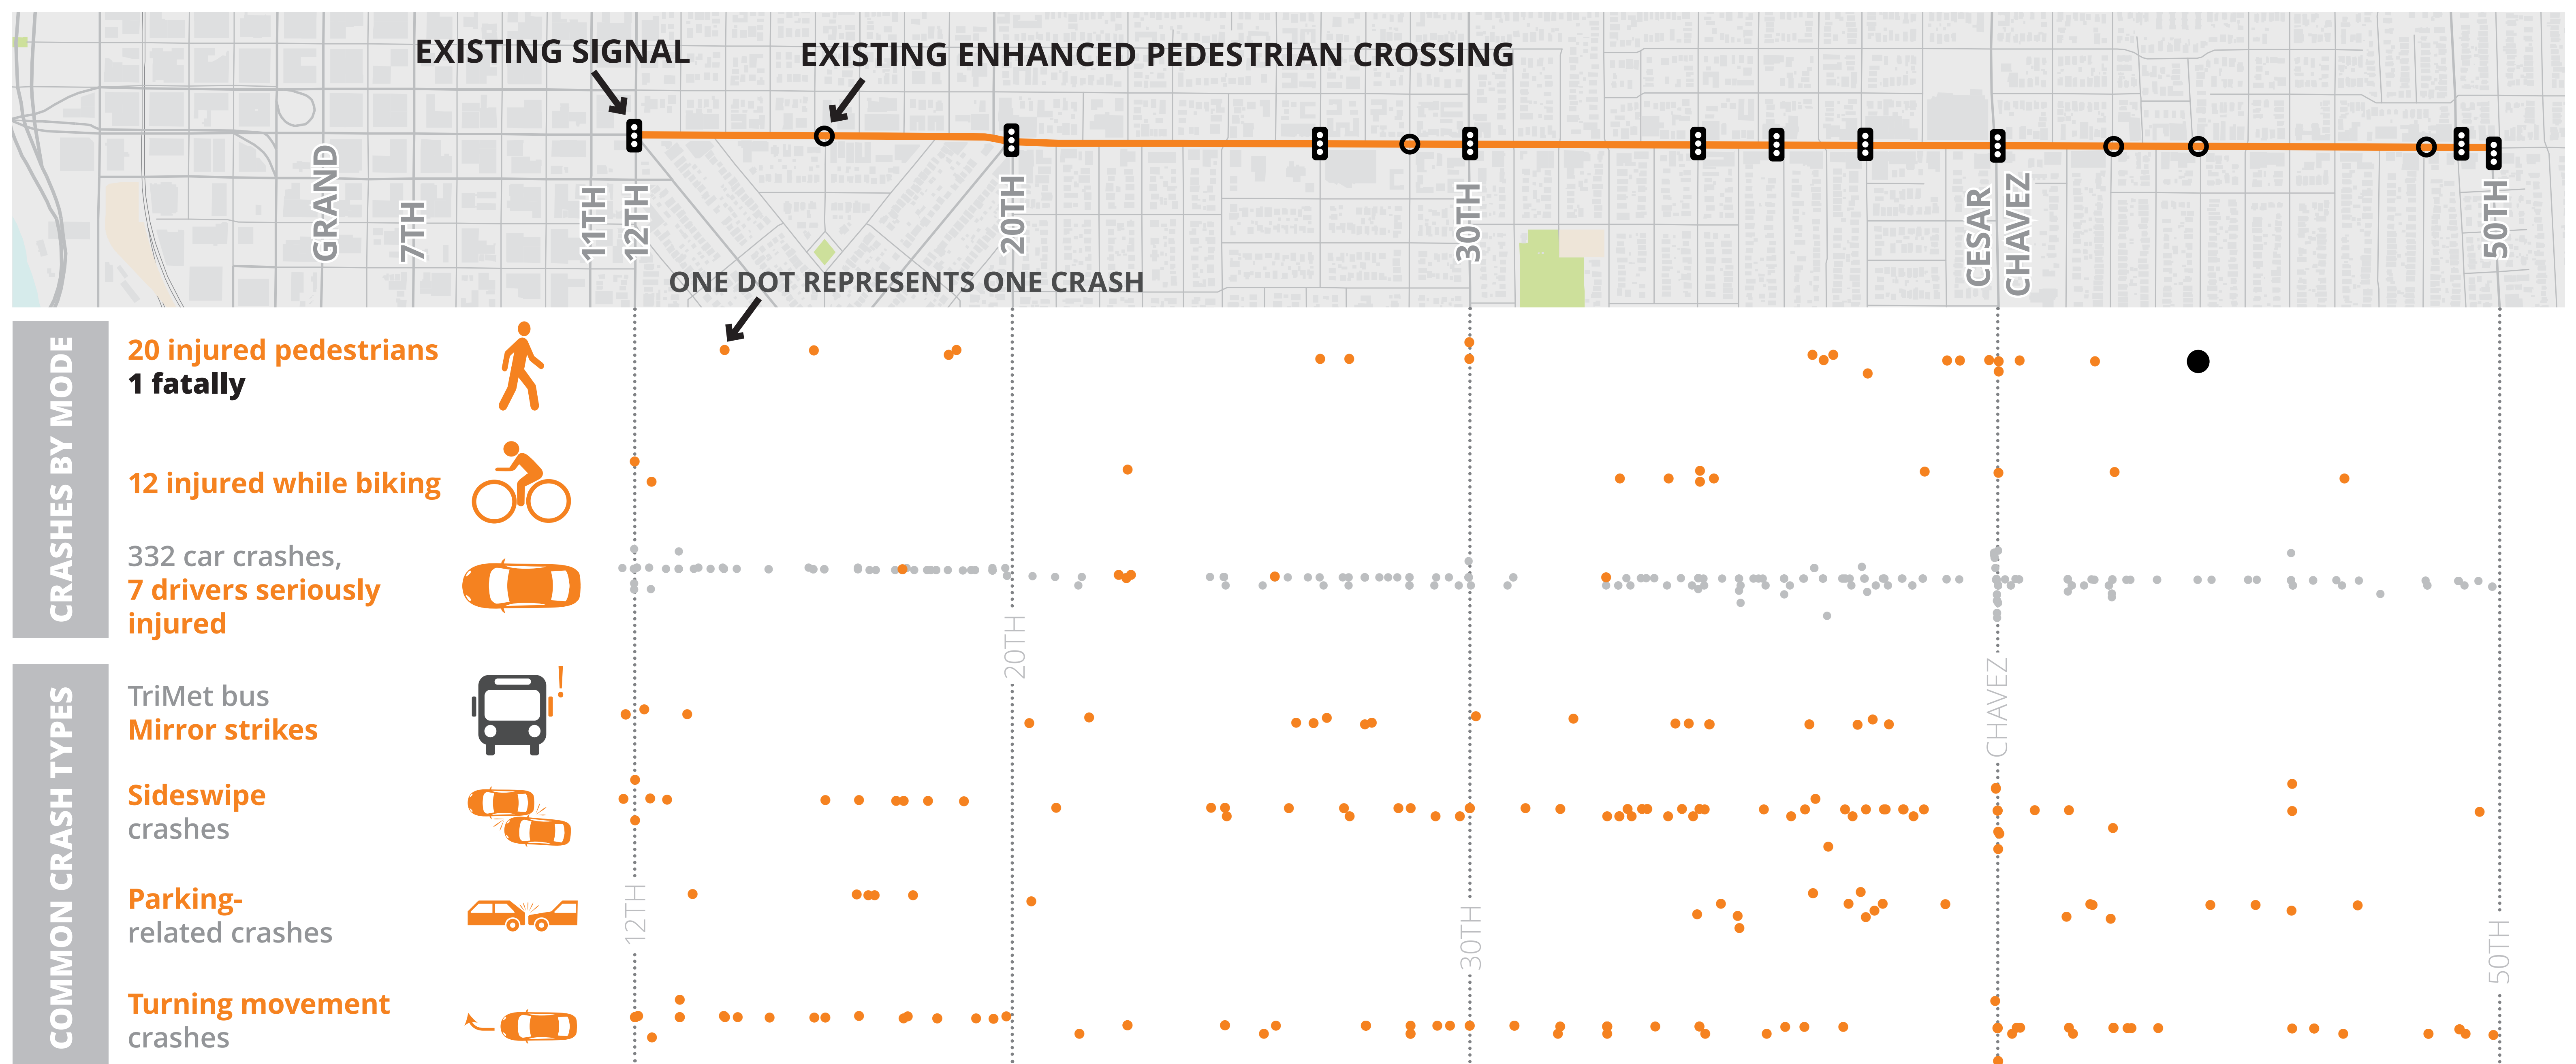 EXISTING SIGNAL
EXISTING ENHANCED PEDESTRIAN CROSSING
GRAND
7TH
11TH
12TH
20TH
30TH
CESAR
CHAVEZ
50TH
ONE DOT REPRESENTS ONE CRASH
CRASHES BY MODE
20 injured pedestrians
1 fatally
12 injured while biking
332 car crashes,
7 drivers seriously
injured
COMMON CRASH TYPES
TriMet bus
Mirror strikes
!
Sideswipe
crashes
Parking-
related crashes
Turning movement
crashes
12TH
20TH
30TH
CHAVEZ
50TH